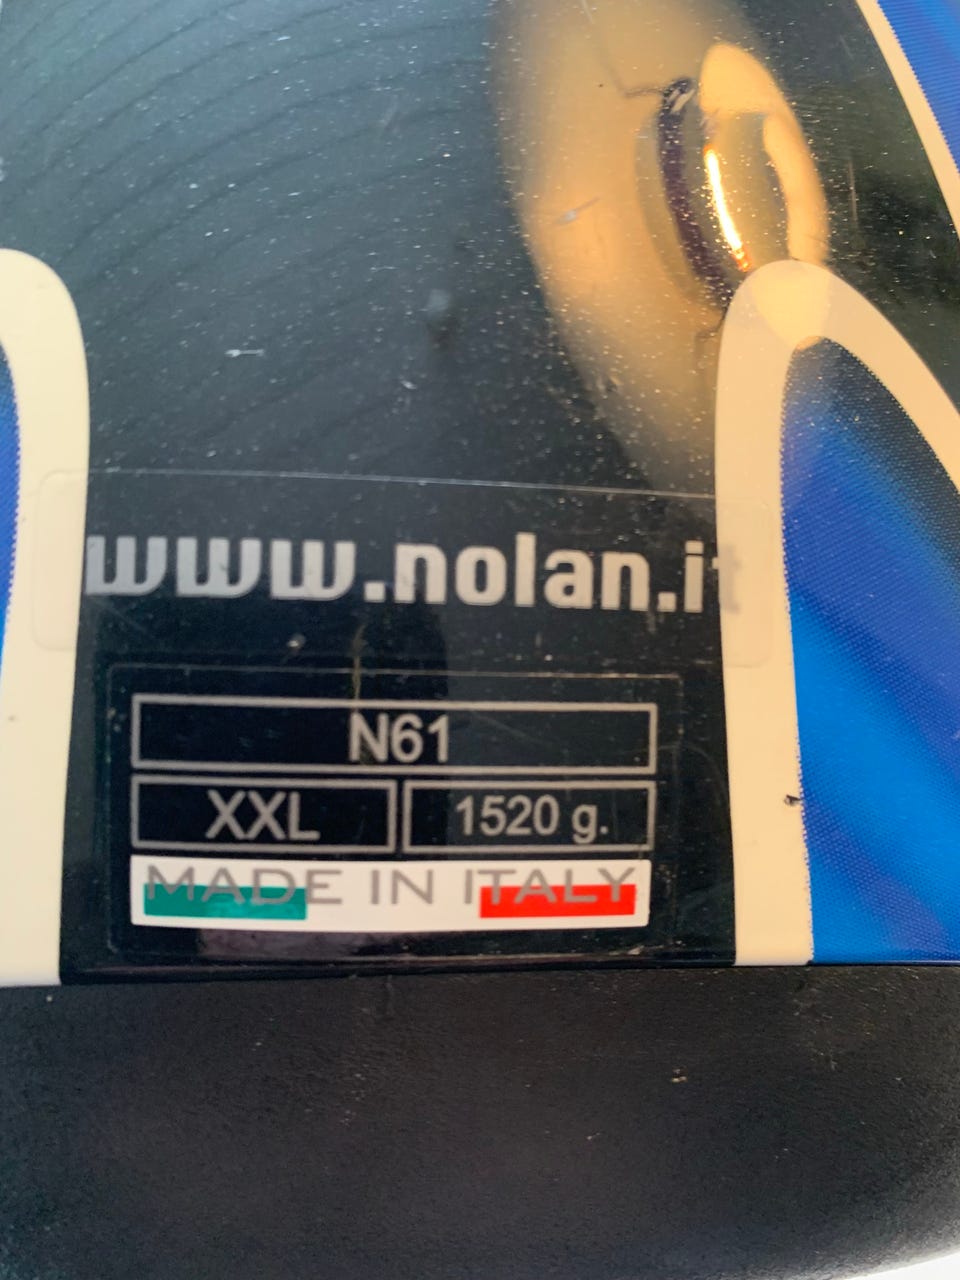 www.nolan.it
N61
XXL 1520 g.
MADE IN ITALY